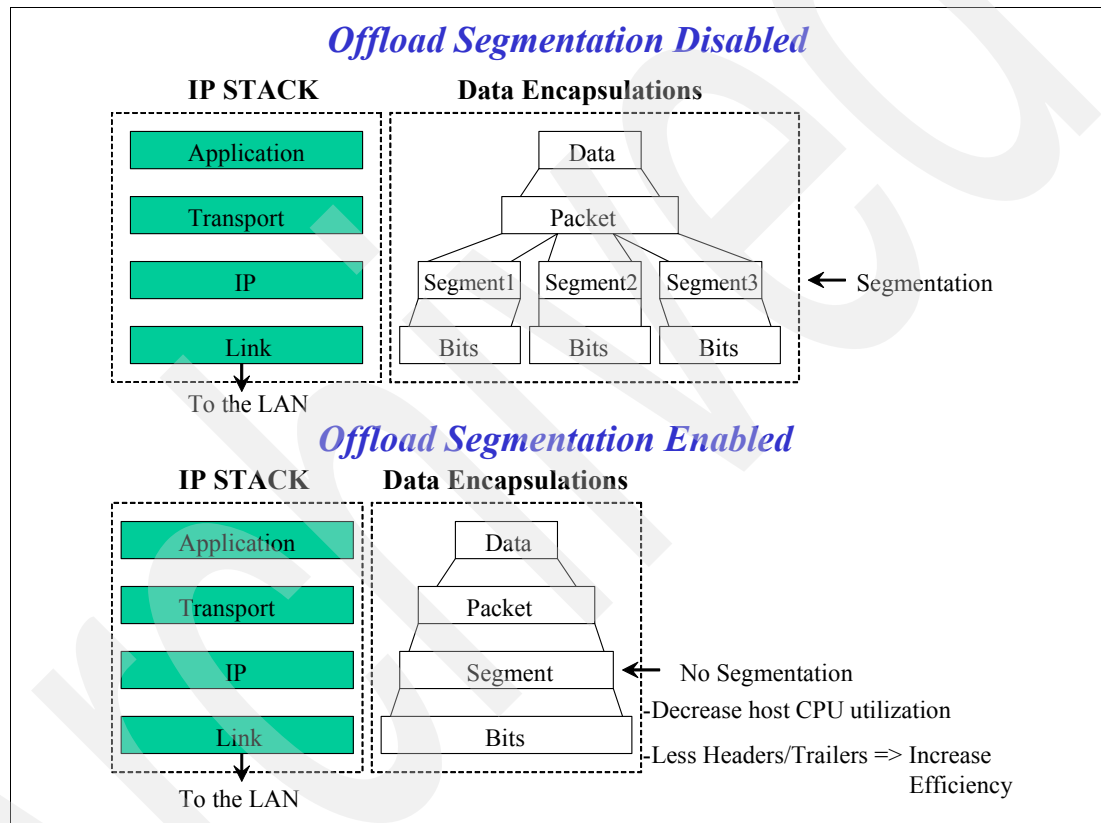 Offload Segmentation Disabled
IP STACK
Data Encapsulations
Application
Transport
IP
Link
To the LAN
Data
Packet
Segment1
Segment2
Segment3
Segmentation
Bits
Bits
Bits
Offload Segmentation Enabled
IP STACK
Data Encapsulations
Application
Transport
IP
Link
To the LAN
Data
Packet
Segment
No Segmentation
Bits
-Decrease host CPU utilization
-Less Headers/Trailers => Increase
Efficiency